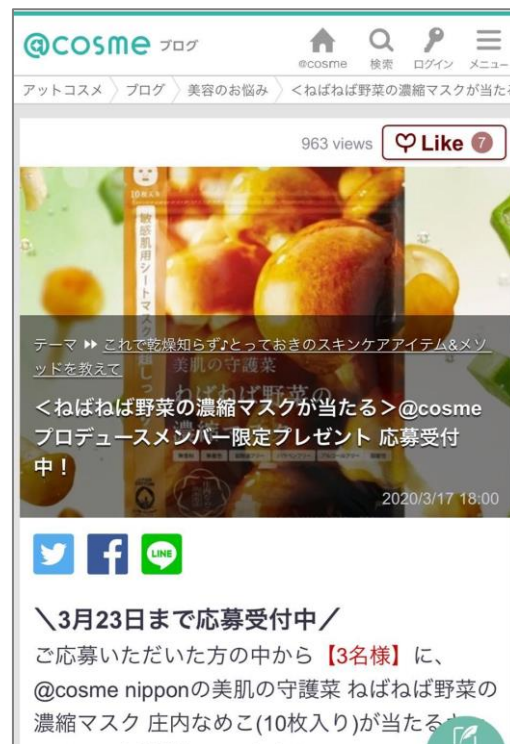 @cosme ブログ
@cosme 検索 ログイン メニュー
アットコスメ 〉 ブログ 〉 美容のお悩み 〉 <ねばねば野菜の濃縮マスクが当たる
963 views Like 7
10枚入り
敏感肌用シートマスク
テーマ これで乾燥知らず♪とっておきのスキンケアアイテム&メソ
ッドを教えて
美肌の守護菜
ねばねば野菜の
<ねばねば野菜の濃縮マスクが当たる>@cosme
プロデュースメンバー限定プレゼント 応募受付
中！
2020/3/17 18:00
LINE
＼3月23日まで応募受付中／
ご応募いただいた方の中から【3名様】に、
@cosme nipponの美肌の守護菜 ねばねば野菜の
濃縮マスク 庄内なめこ(10枚入り)が当たる